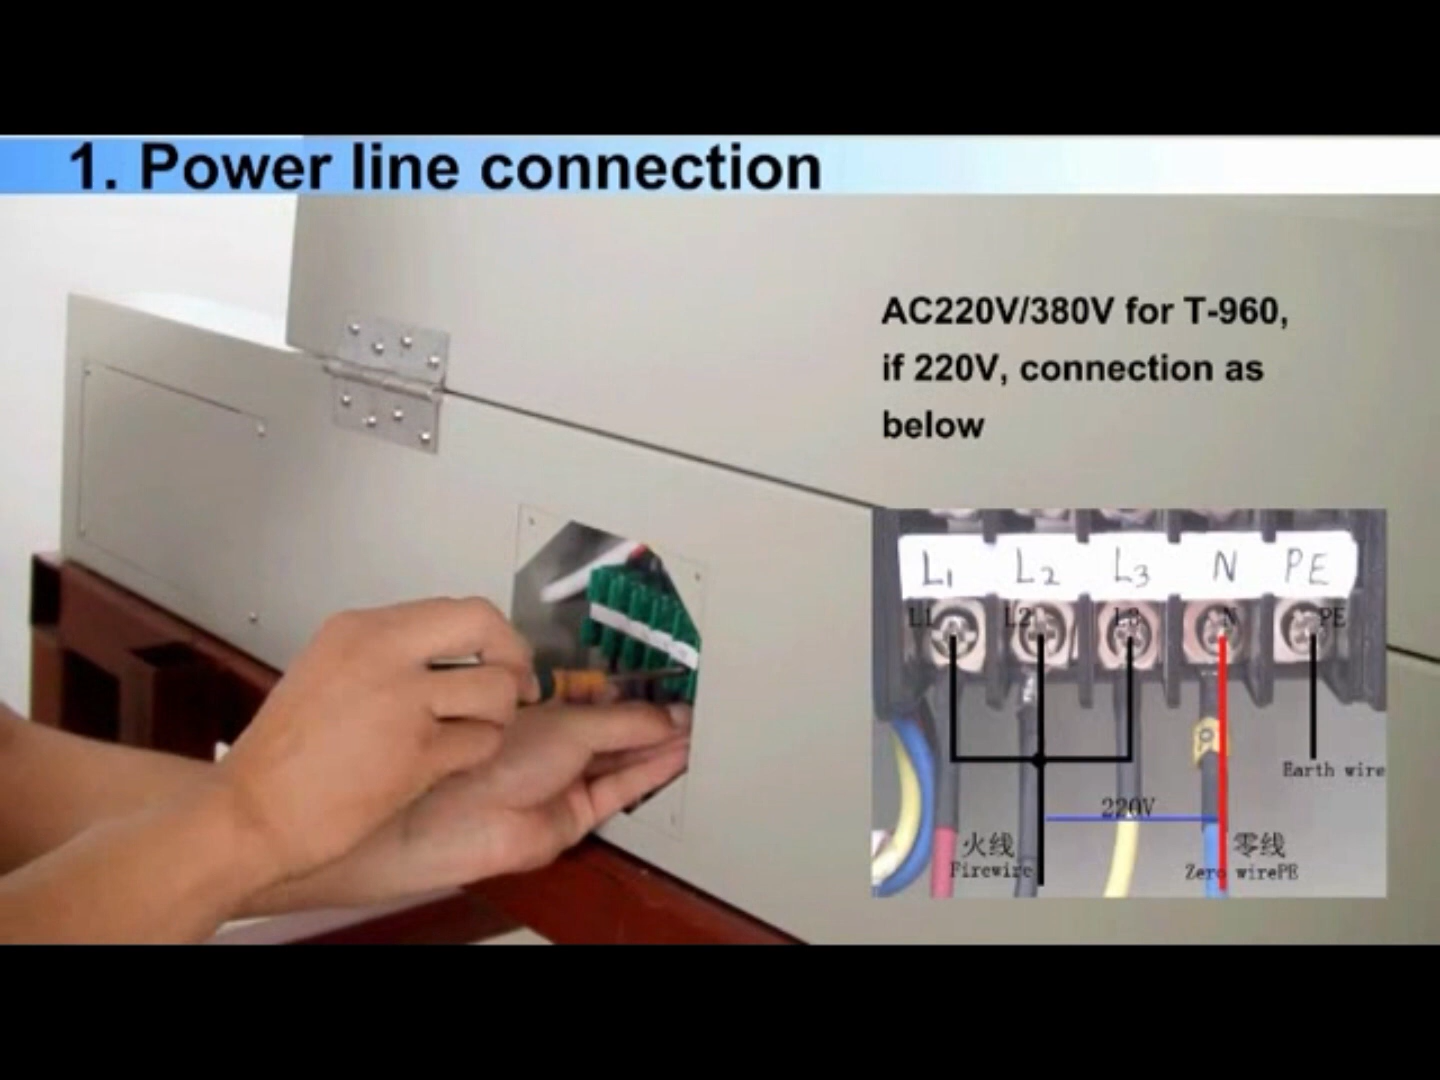 1. Power line connection
AC220V/380V for T-960,
if 220V, connection as
below
L1 L2 L3 N PE
L1 L2 L3 N PE
Earth wire
220V
火线 零线
Firewire Zero wirePE